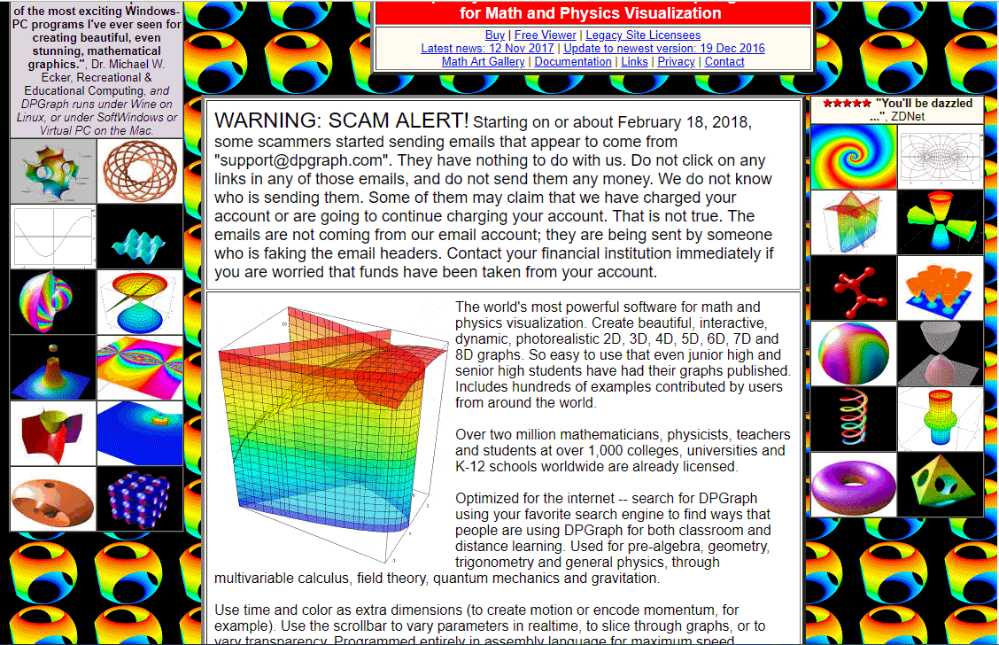 of the most exciting Windows-
PC programs I've ever seen for
creating beautiful, even
stunning, mathematical
graphics.", Dr. Michael W.
Ecker, Recreational &
Educational Computing, and
DPGraph runs under Wine on
Linux, or under SoftWindows or
Virtual PC on the Mac.
for Math and Physics Visualization
Buy | Free Viewer | Legacy Site Licensees
Latest news: 12 Nov 2017 | Update to newest version: 19 Dec 2016
Math Art Gallery | Documentation | Links | Privacy | Contact
WARNING: SCAM ALERT! Starting on or about February 18, 2018,
some scammers started sending emails that appear to come from
"support@dpgraph.com". They have nothing to do with us. Do not click on any
links in any of those emails, and do not send them any money. We do not know
who is sending them. Some of them may claim that we have charged your
account or are going to continue charging your account. That is not true. The
emails are not coming from our email account; they are being sent by someone
who is faking the email headers. Contact your financial institution immediately if
you are worried that funds have been taken from your account.
The world's most powerful software for math and
physics visualization. Create beautiful, interactive,
dynamic, photorealistic 2D, 3D, 4D, 5D, 6D, 7D and
8D graphs. So easy to use that even junior high and
senior high students have had their graphs published.
Includes hundreds of examples contributed by users
from around the world.
Over two million mathematicians, physicists, teachers
and students at over 1,000 colleges, universities and
K-12 schools worldwide are already licensed.
Optimized for the internet -- search for DPGraph
using your favorite search engine to find ways that
people are using DPGraph for both classroom and
distance learning. Used for pre-algebra, geometry,
trigonometry and general physics, through
multivariable calculus, field theory, quantum mechanics and gravitation.
Use time and color as extra dimensions (to create motion or encode momentum, for
example). Use the scrollbar to vary parameters in realtime, to slice through graphs, or to
vary transparency. Programmed entirely in assembly language for maximum speed.
★★★★★ "You'll be dazzled
...", ZDNet